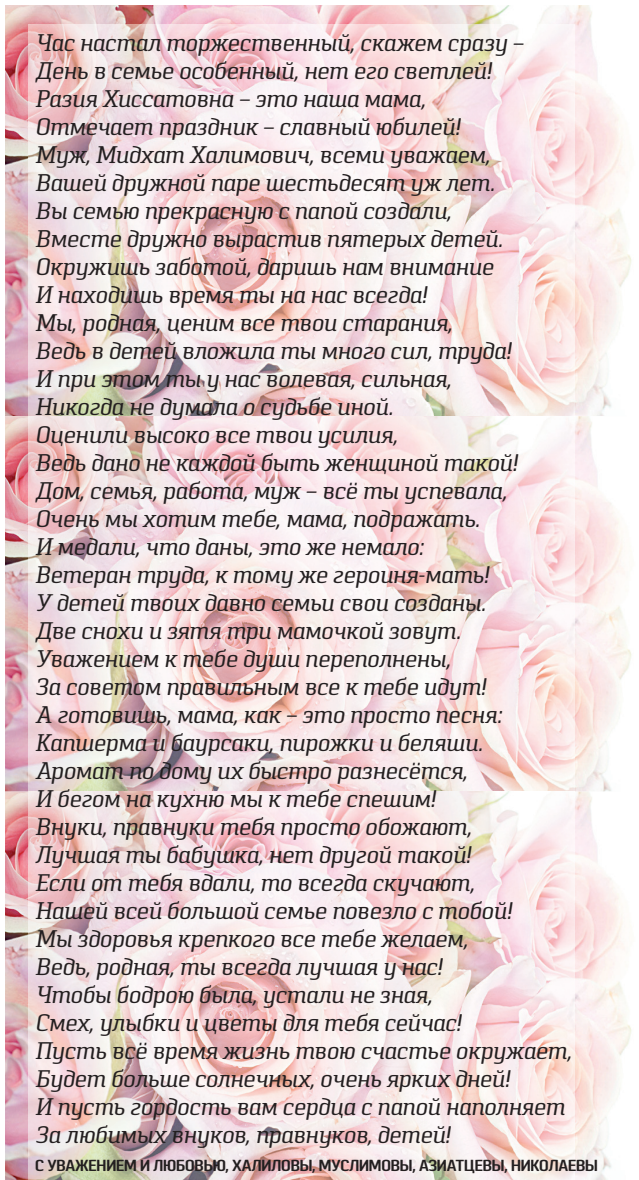 Час настал торжественный, скажем сразу –
День в семье особенный, нет его светлей!
Разия Хиссатовна – это наша мама,
Отмечает праздник – славный юбилей!
Муж, Мидхат Халимович, всеми уважаем,
Вашей дружной паре шестьдесят уж лет.
Вы семью прекрасную с папой создали,
Вместе дружно вырастив пятерых детей.
Окружишь заботой, даришь нам внимание
И находишь время ты на нас всегда!
Мы, родная, ценим все твои старания,
Ведь в детей вложила ты много сил, труда!
И при этом ты у нас волевая, сильная,
Никогда не думала о судьбе иной.
Оценили высоко все твои усилия,
Ведь дано не каждой быть женщиной такой!
Дом, семья, работа, муж – всё ты успевала,
Очень мы хотим тебе, мама, подражать.
И медали, что даны, это же немало:
Ветеран труда, к тому же героиня-мать!
У детей твоих давно семьи свои созданы.
Две снохи и зятя три мамочкой зовут.
Уважением к тебе души переполнены,
За советом правильным все к тебе идут!
А готовишь, мама, как – это просто песня:
Капшерма и баурсаки, пирожки и беляши.
Аромат по дому их быстро разнесётся,
И бегом на кухню мы к тебе спешим!
Внуки, правнуки тебя просто обожают,
Лучшая ты бабушка, нет другой такой!
Если от тебя вдали, то всегда скучают,
Нашей всей большой семье повезло с тобой!
Мы здоровья крепкого все тебе желаем,
Ведь, родная, ты всегда лучшая у нас!
Чтобы бодрою была, устали не зная,
Смех, улыбки и цветы для тебя сейчас!
Пусть всё время жизнь твою счастье окружает,
Будет больше солнечных, очень ярких дней!
И пусть гордость вам сердца с папой наполняет
За любимых внуков, правнуков, детей!
С УВАЖЕНИЕМ И ЛЮБОВЬЮ, ХАЛИЛОВЫ, МУСЛИМОВЫ, АЗИАТЦЕВЫ, НИКОЛАЕВЫ